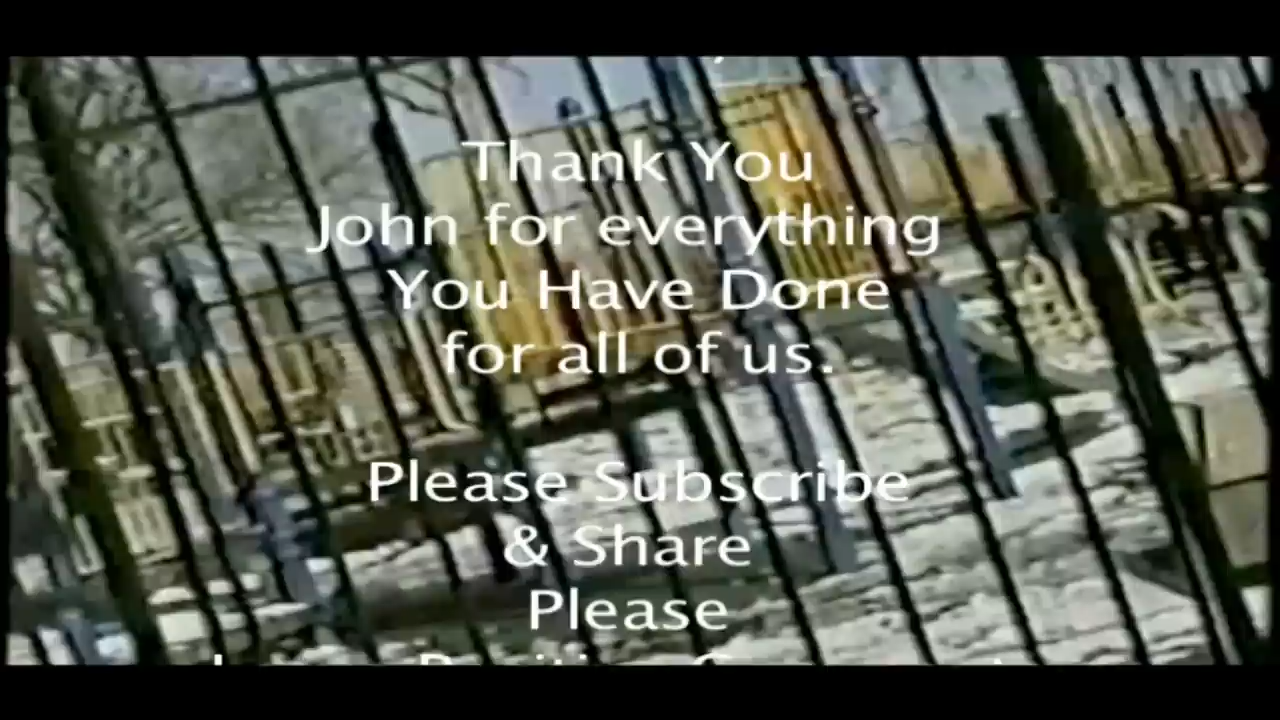 Thank You
John for everything
You Have Done
for all of us.
Please Subscribe
& Share
Please